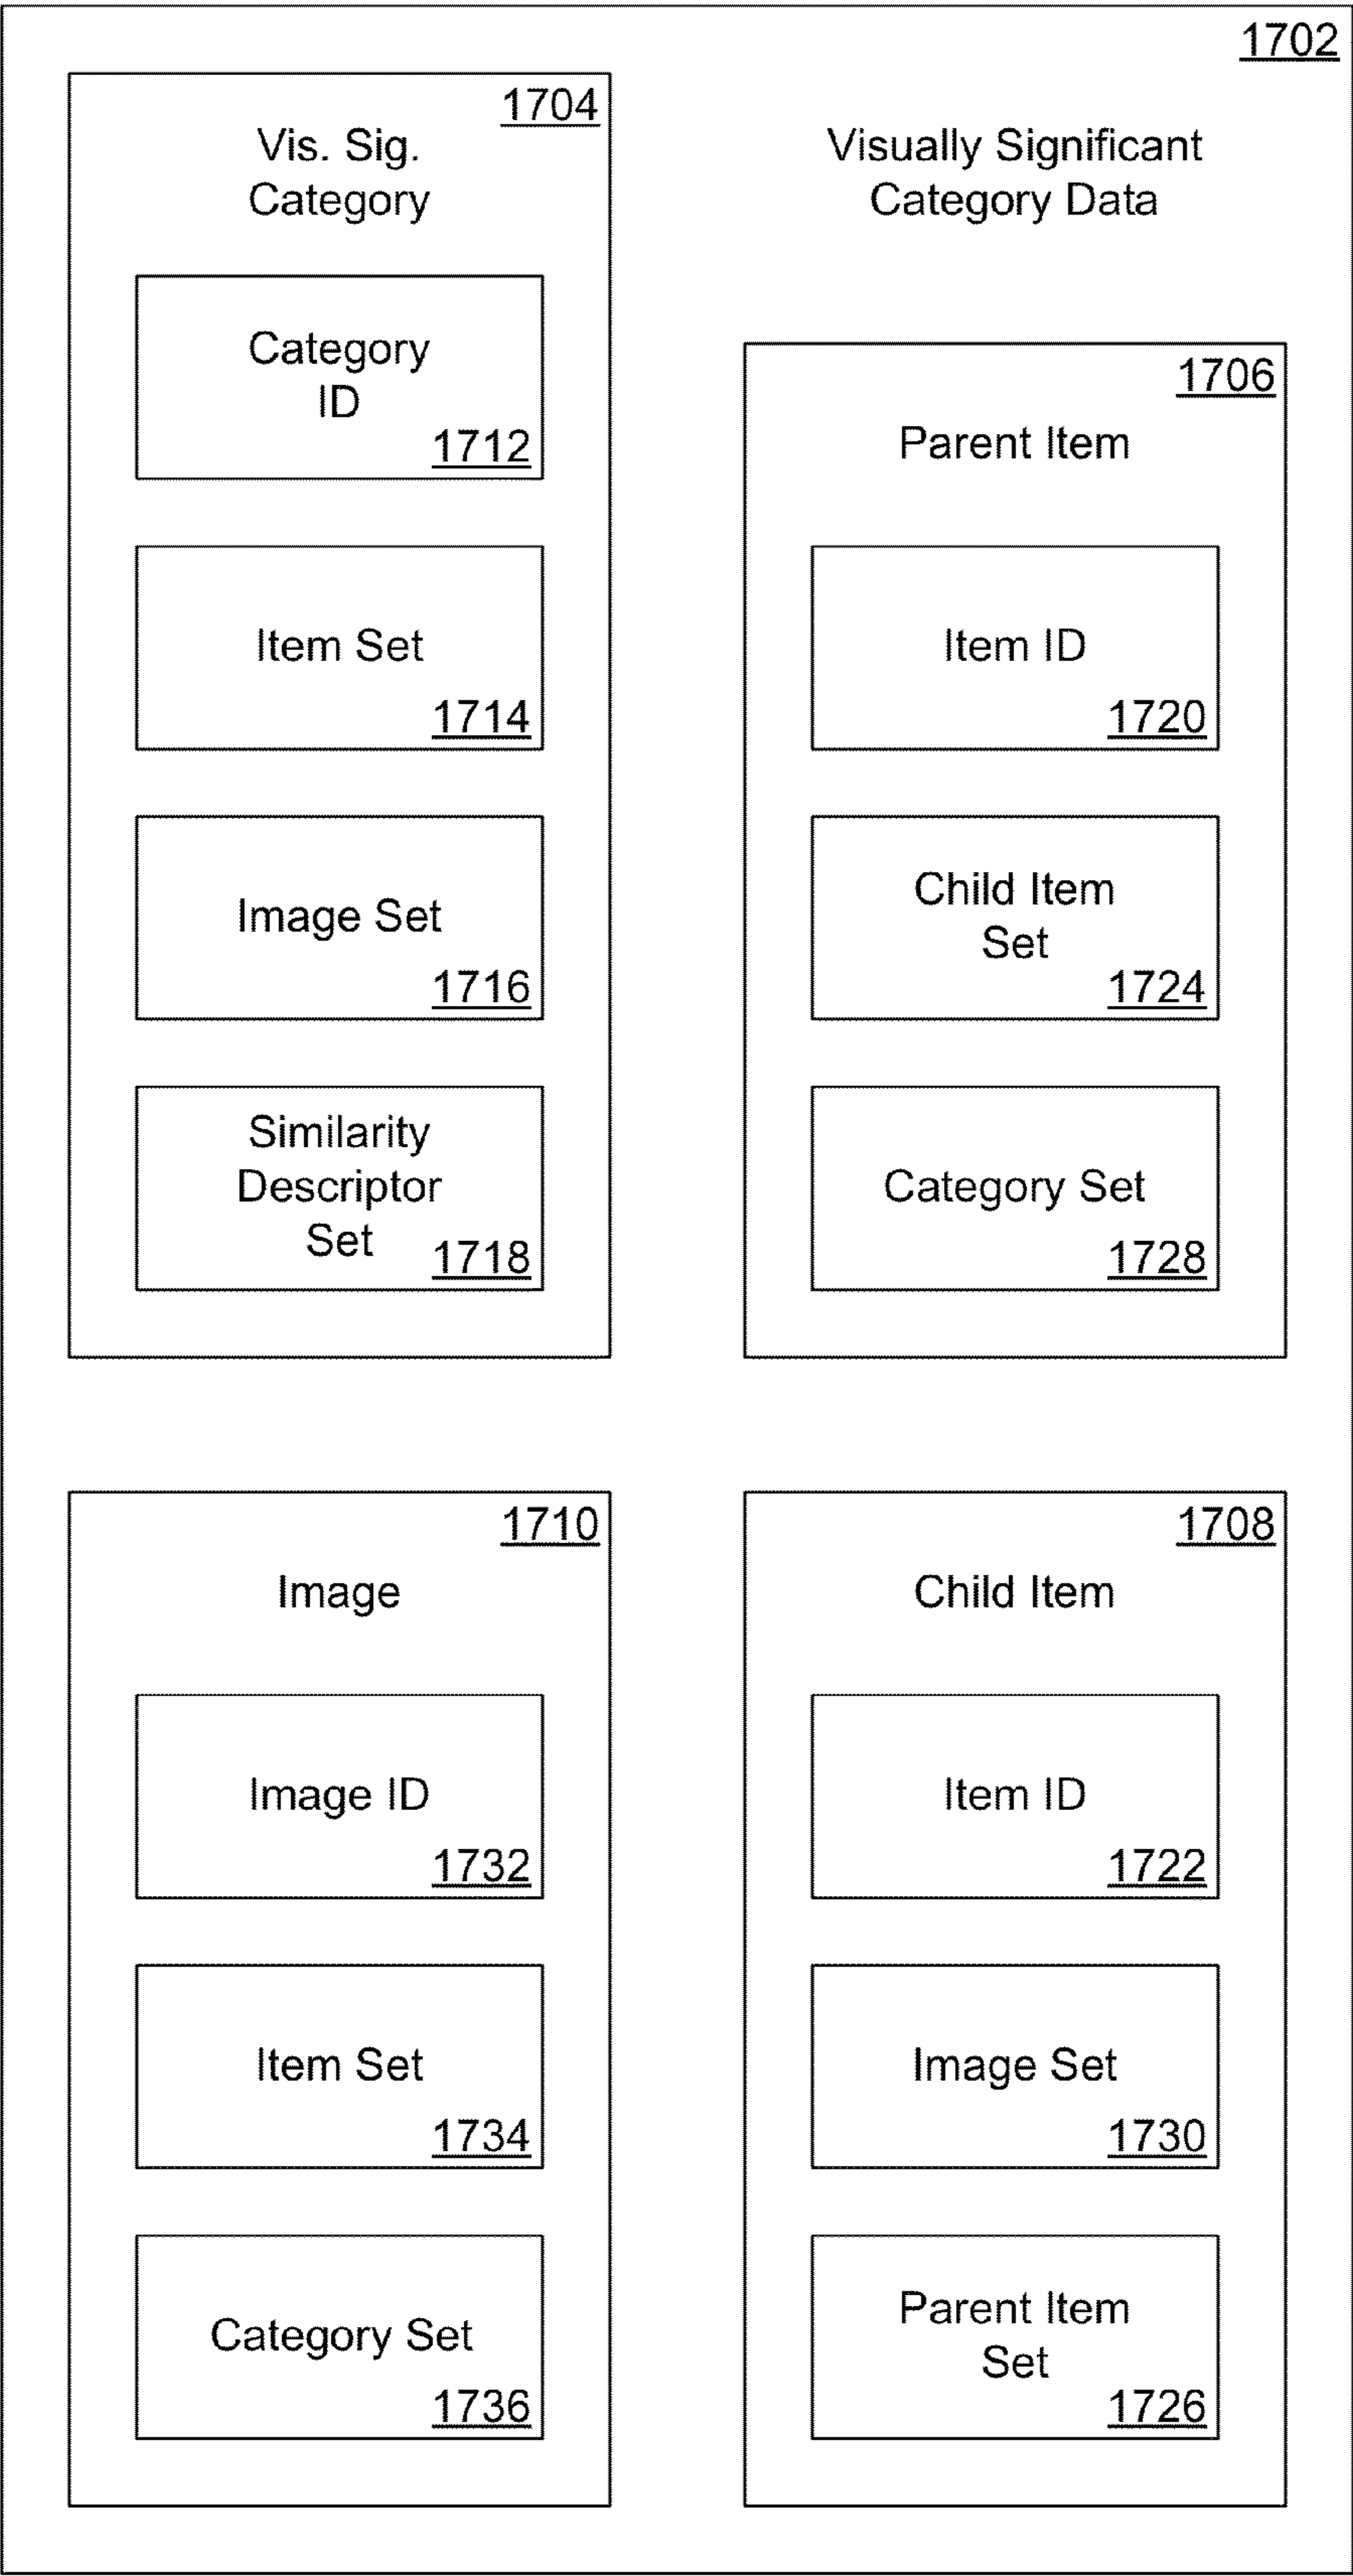 1702
1704
Vis. Sig.
Category
Category
ID
1712
Item Set
1714
Image Set
1716
Similarity
Descriptor
Set
1718
Visually Significant
Category Data
1706
Parent Item
Item ID
1720
Child Item
Set
1724
Category Set
1728
1710
Image
Image ID
1732
Item Set
1734
Category Set
1736
1708
Child Item
Item ID
1722
Image Set
1730
Parent Item
Set
1726